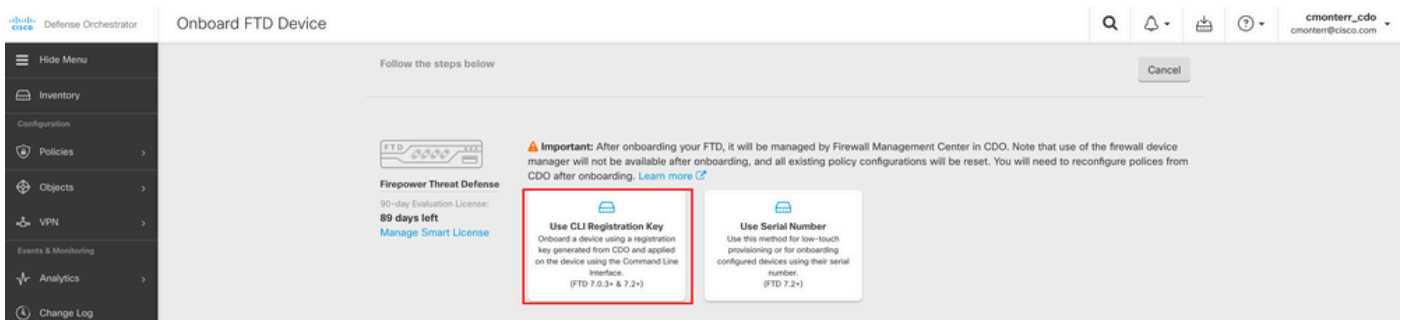 cisco Defense Orchestrator
Onboard FTD Device
cmonterr_cdo
cmonterr@cisco.com
Hide Menu
Inventory
Configuration
Policies
Objects
VPN
Events & Monitoring
Analytics
Change Log
Follow the steps below
Cancel
FTD
Firepower Threat Defense
90-day Evaluation License:
89 days left
Manage Smart License
Important: After onboarding your FTD, it will be managed by Firewall Management Center in CDO. Note that use of the firewall device
manager will not be available after onboarding, and all existing policy configurations will be reset. You will need to reconfigure polices from
CDO after onboarding. Learn more
Use CLI Registration Key
Onboard a device using a registration
key generated from CDO and applied
on the device using the Command Line
Interface.
(FTD 7.0.3+ & 7.2+)
Use Serial Number
Use this method for low-touch
provisioning or for onboarding
configured devices using their serial
number.
(FTD 7.2+)